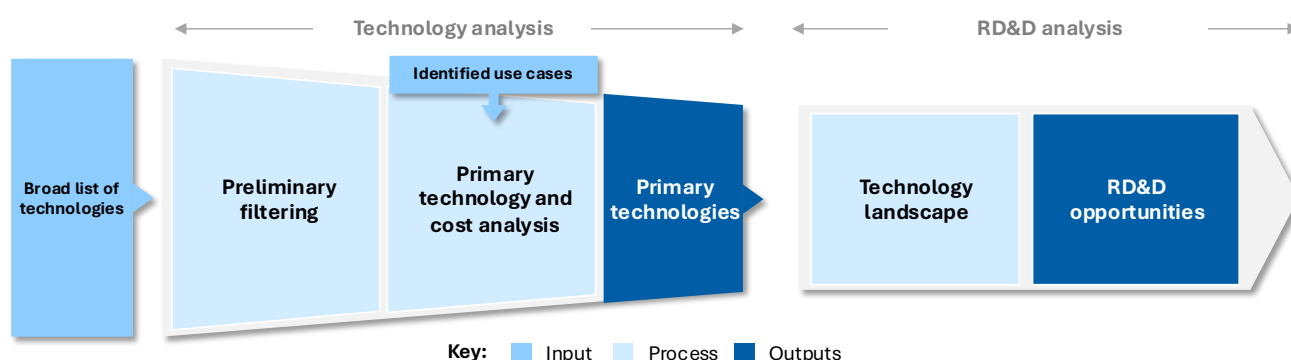 Technology analysis
RD&D analysis
Identified use cases
Broad list of
technologies
Preliminary
filtering
Primary
technology and
cost analysis
Primary
technologies
Technology
landscape
RD&D
opportunities
Key: Input Process Outputs